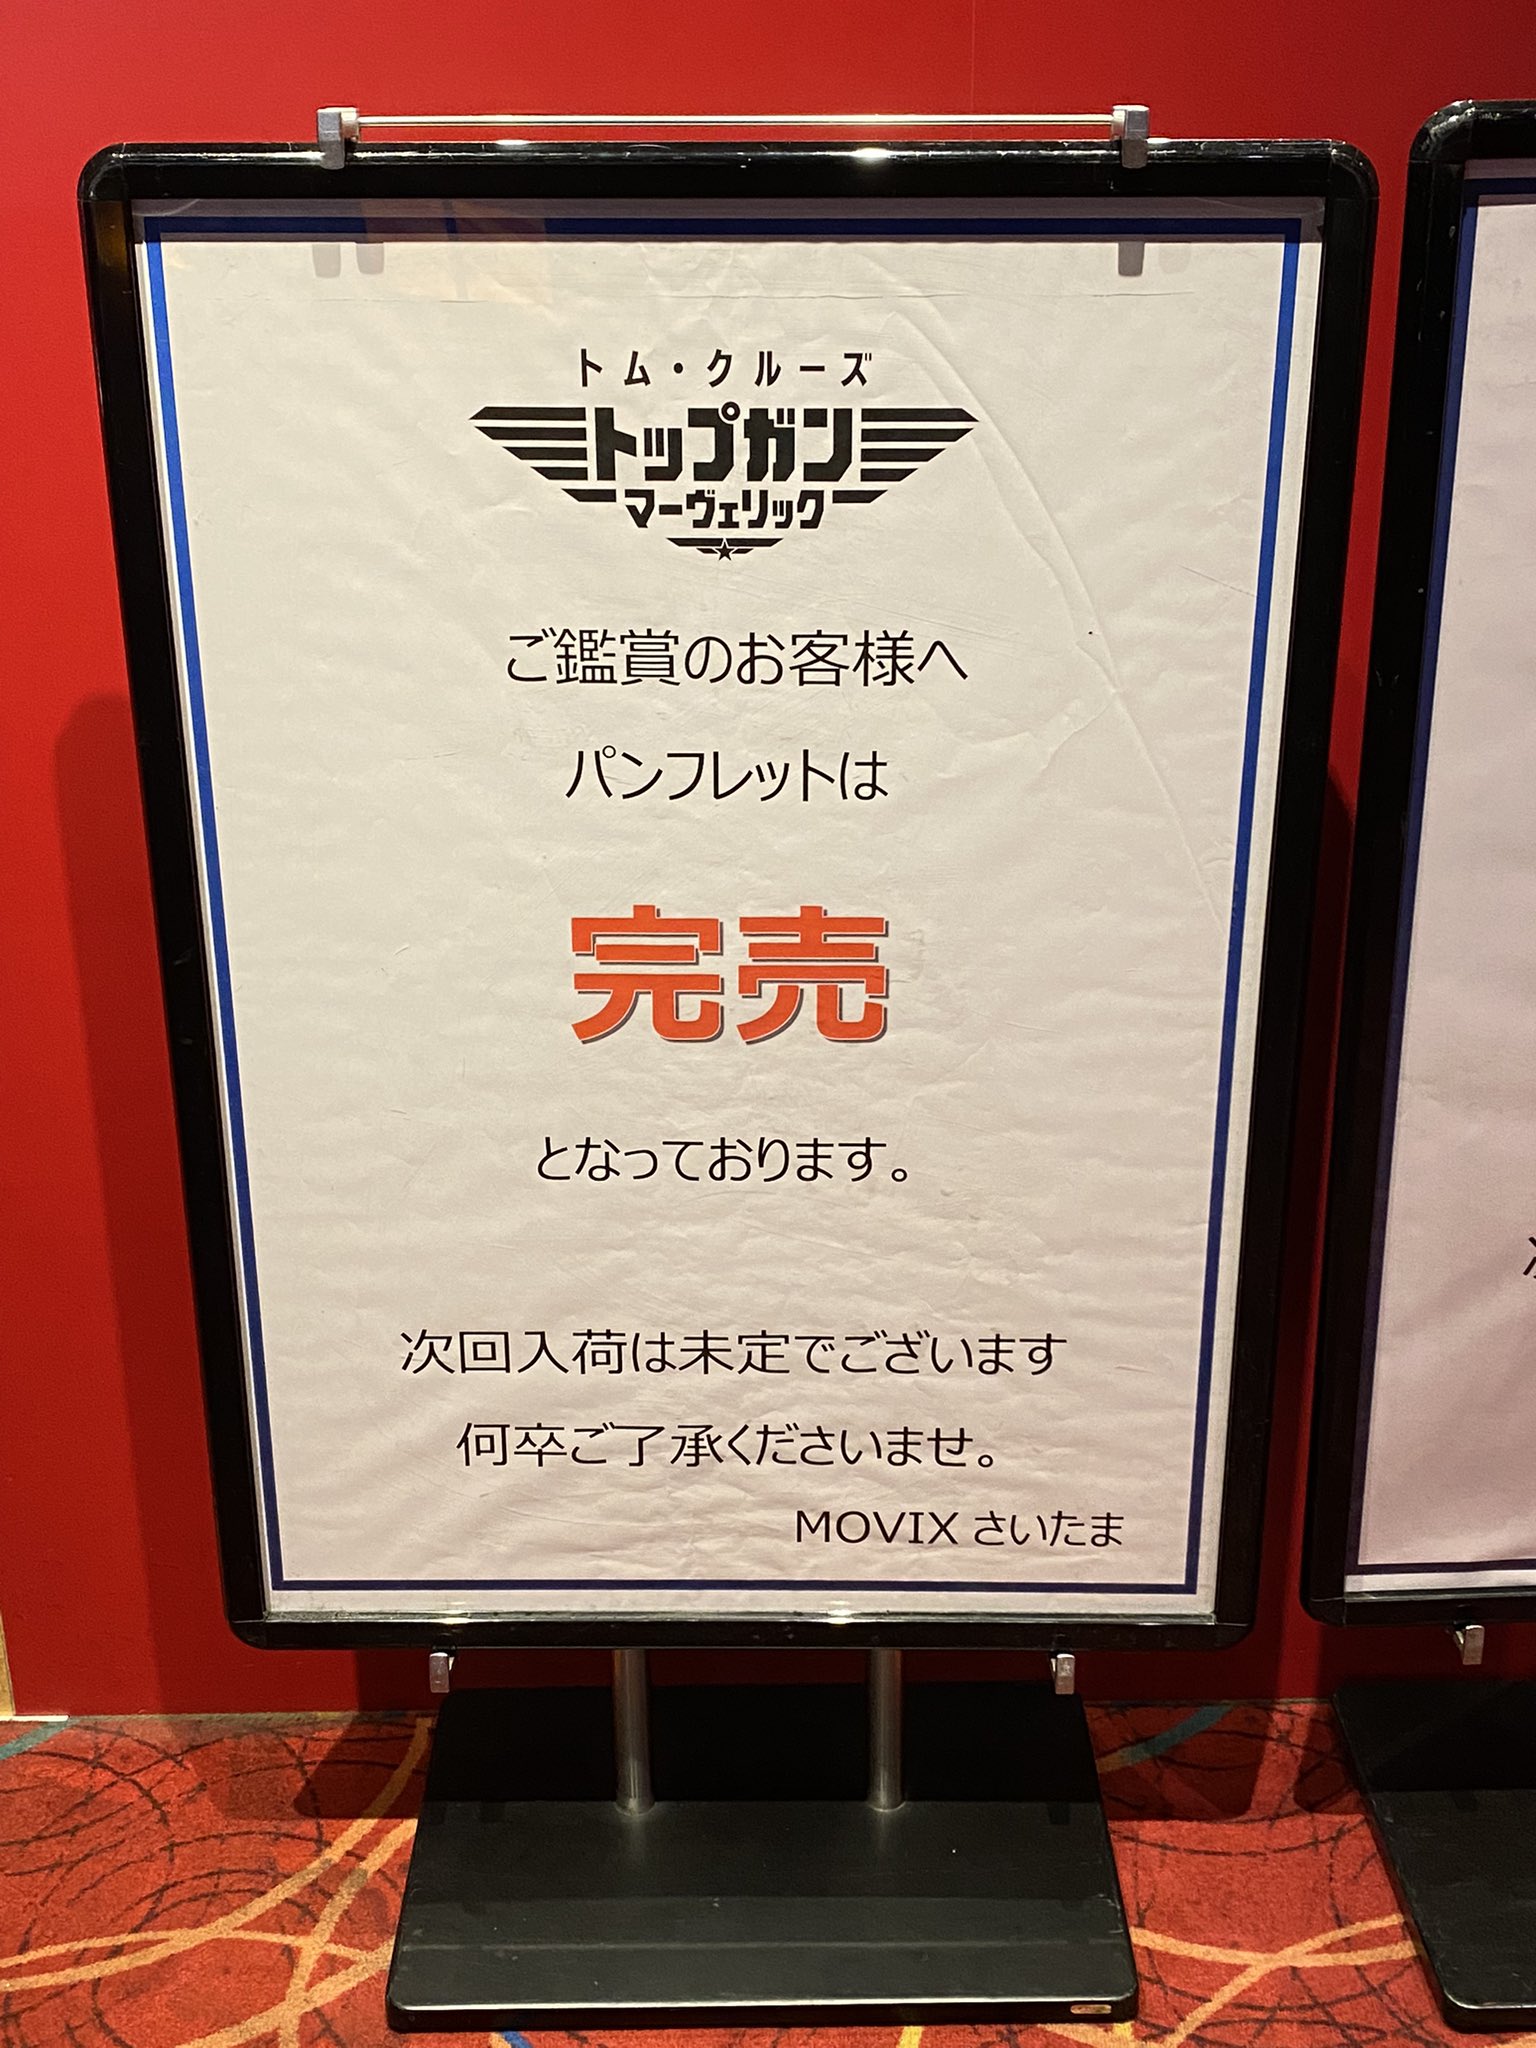 トム・クルーズ
トップガン
マーヴェリック
ご鑑賞のお客様へ
パンフレットは
完売
となっております。
次回入荷は未定でございます
何卒ご了承くださいませ。
MOVIX さいたま